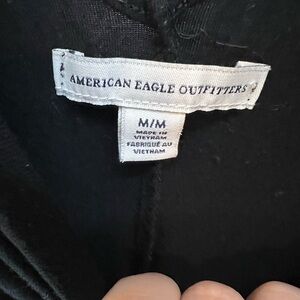 AMERICAN EAGLE OUTFITTERS
M/M
MADE IN
VIETNAM
FABRIQUÉ AU
VIETNAM